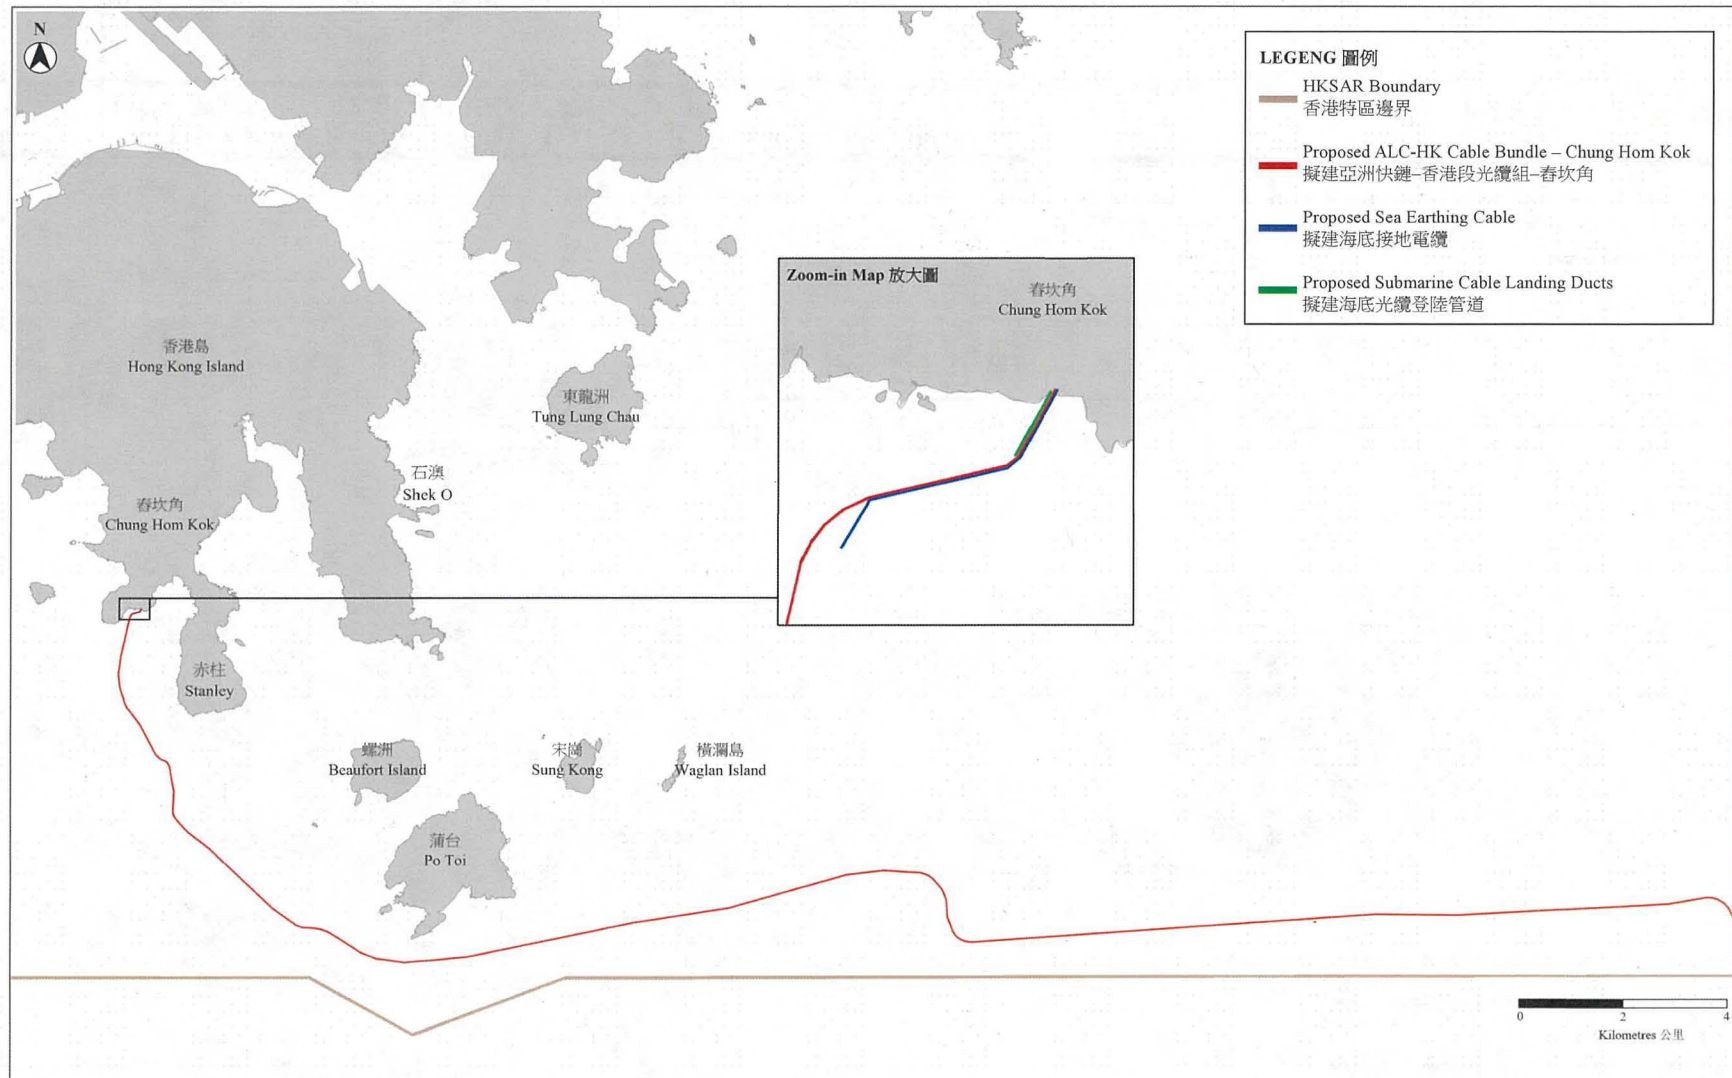 N
LEGENG 圖例
HKSAR Boundary
香港特區邊界
Proposed ALC-HK Cable Bundle – Chung Hom Kok
擬建亞洲快鏈–香港段光纜組–舂坎角
Proposed Sea Earthing Cable
擬建海底接地電纜
Proposed Submarine Cable Landing Ducts
擬建海底光纜登陸管道
Zoom-in Map 放大圖
舂坎角
Chung Hom Kok
香港島
Hong Kong Island
東龍洲
Tung Lung Chau
石澳
Shek O
舂坎角
Chung Hom Kok
赤柱
Stanley
螺洲
Beaufort Island
宋崗
Sung Kong
橫瀾島
Waglan Island
蒲台
Po Toi
0 2 4
Kilometres 公里